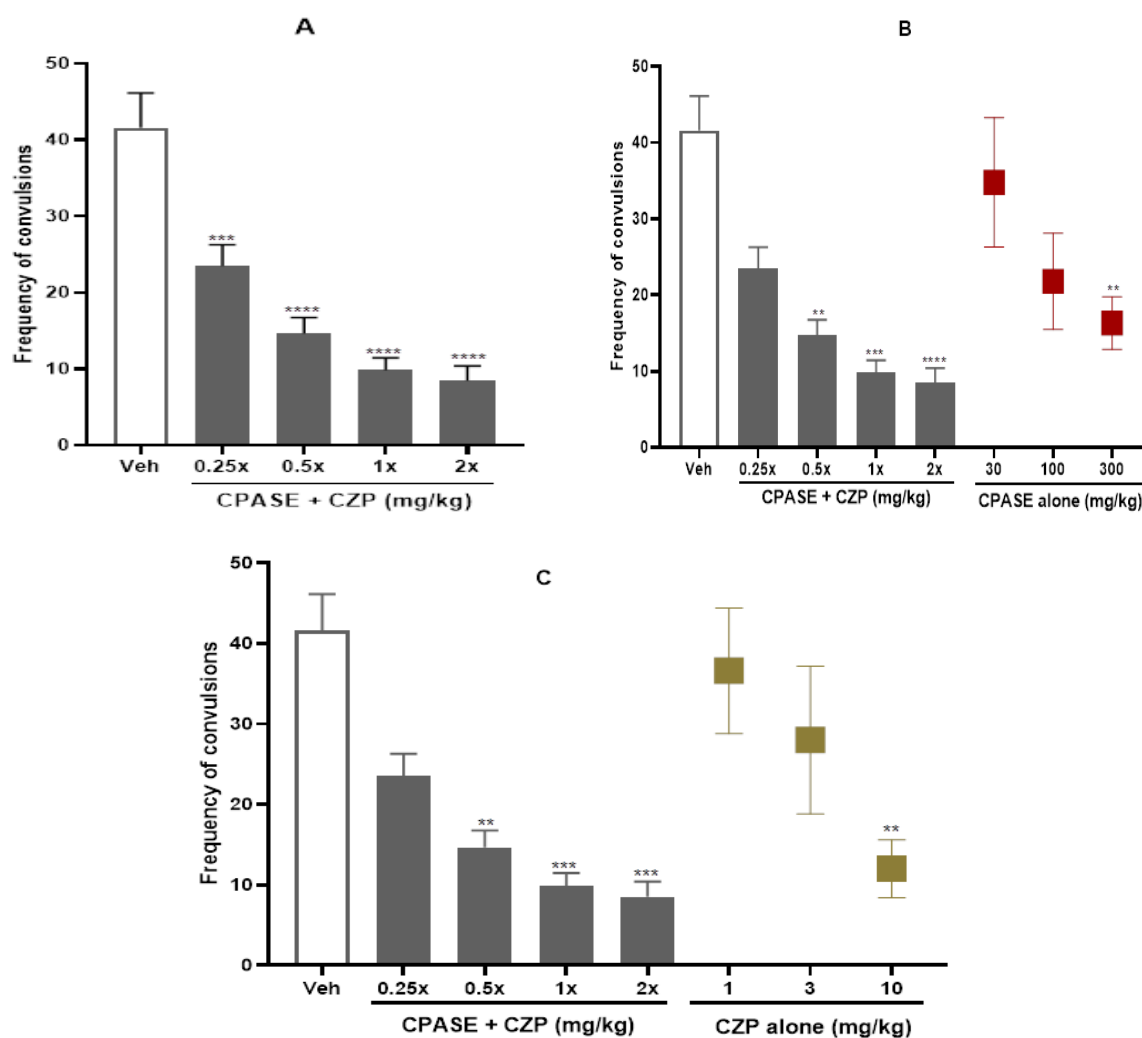 A
Frequency of convulsions
50
40
30
20
10
0
***
****
****
****
Veh 0.25x 0.5x 1x 2x
CPASE + CZP (mg/kg)
B
Frequency of convulsions
50
40
30
20
10
0
**
***
****
**
Veh 0.25x 0.5x 1x 2x 30 100 300
CPASE + CZP (mg/kg) CPASE alone (mg/kg)
C
Frequency of convulsions
50
40
30
20
10
0
**
***
***
**
Veh 0.25x 0.5x 1x 2x 1 3 10
CPASE + CZP (mg/kg) CZP alone (mg/kg)